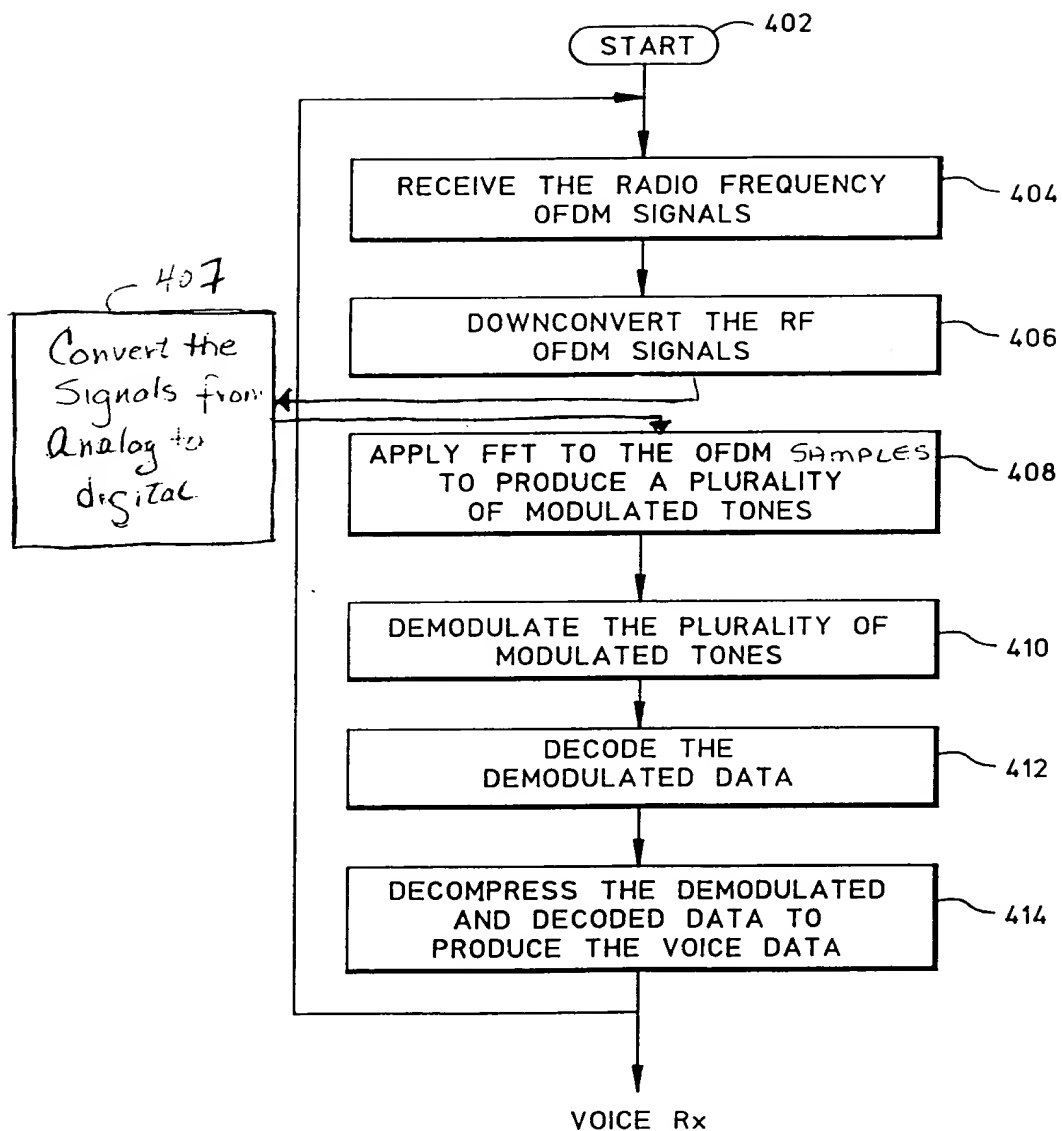 START
402
RECEIVE THE RADIO FREQUENCY
OFDM SIGNALS
404
DOWNCONVERT THE RF
OFDM SIGNALS
406
407
Convert the
Signals from
Analog to
digital
APPLY FFT TO THE OFDM SAMPLES
TO PRODUCE A PLURALITY
OF MODULATED TONES
408
DEMODULATE THE PLURALITY OF
MODULATED TONES
410
DECODE THE
DEMODULATED DATA
412
DECOMPRESS THE DEMODULATED
AND DECODED DATA TO
PRODUCE THE VOICE DATA
414
VOICE Rx